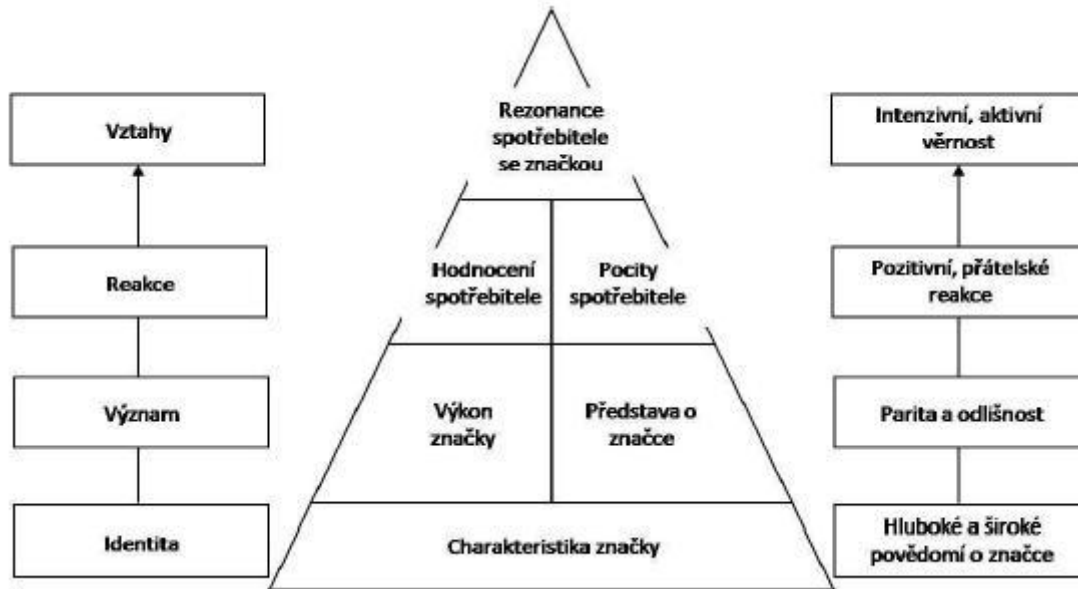 Vztahy
Rezonance
spotřebitele
se značkou
Intenzivní, aktivní
věrnost
Reakce
Hodnocení
spotřebitele
Pocity
spotřebitele
Pozitivní, přátelské
reakce
Význam
Výkon
značky
Představa o
značce
Parita a odlišnost
Identita
Charakteristika značky
Hluboké a široké
povědomí o značce